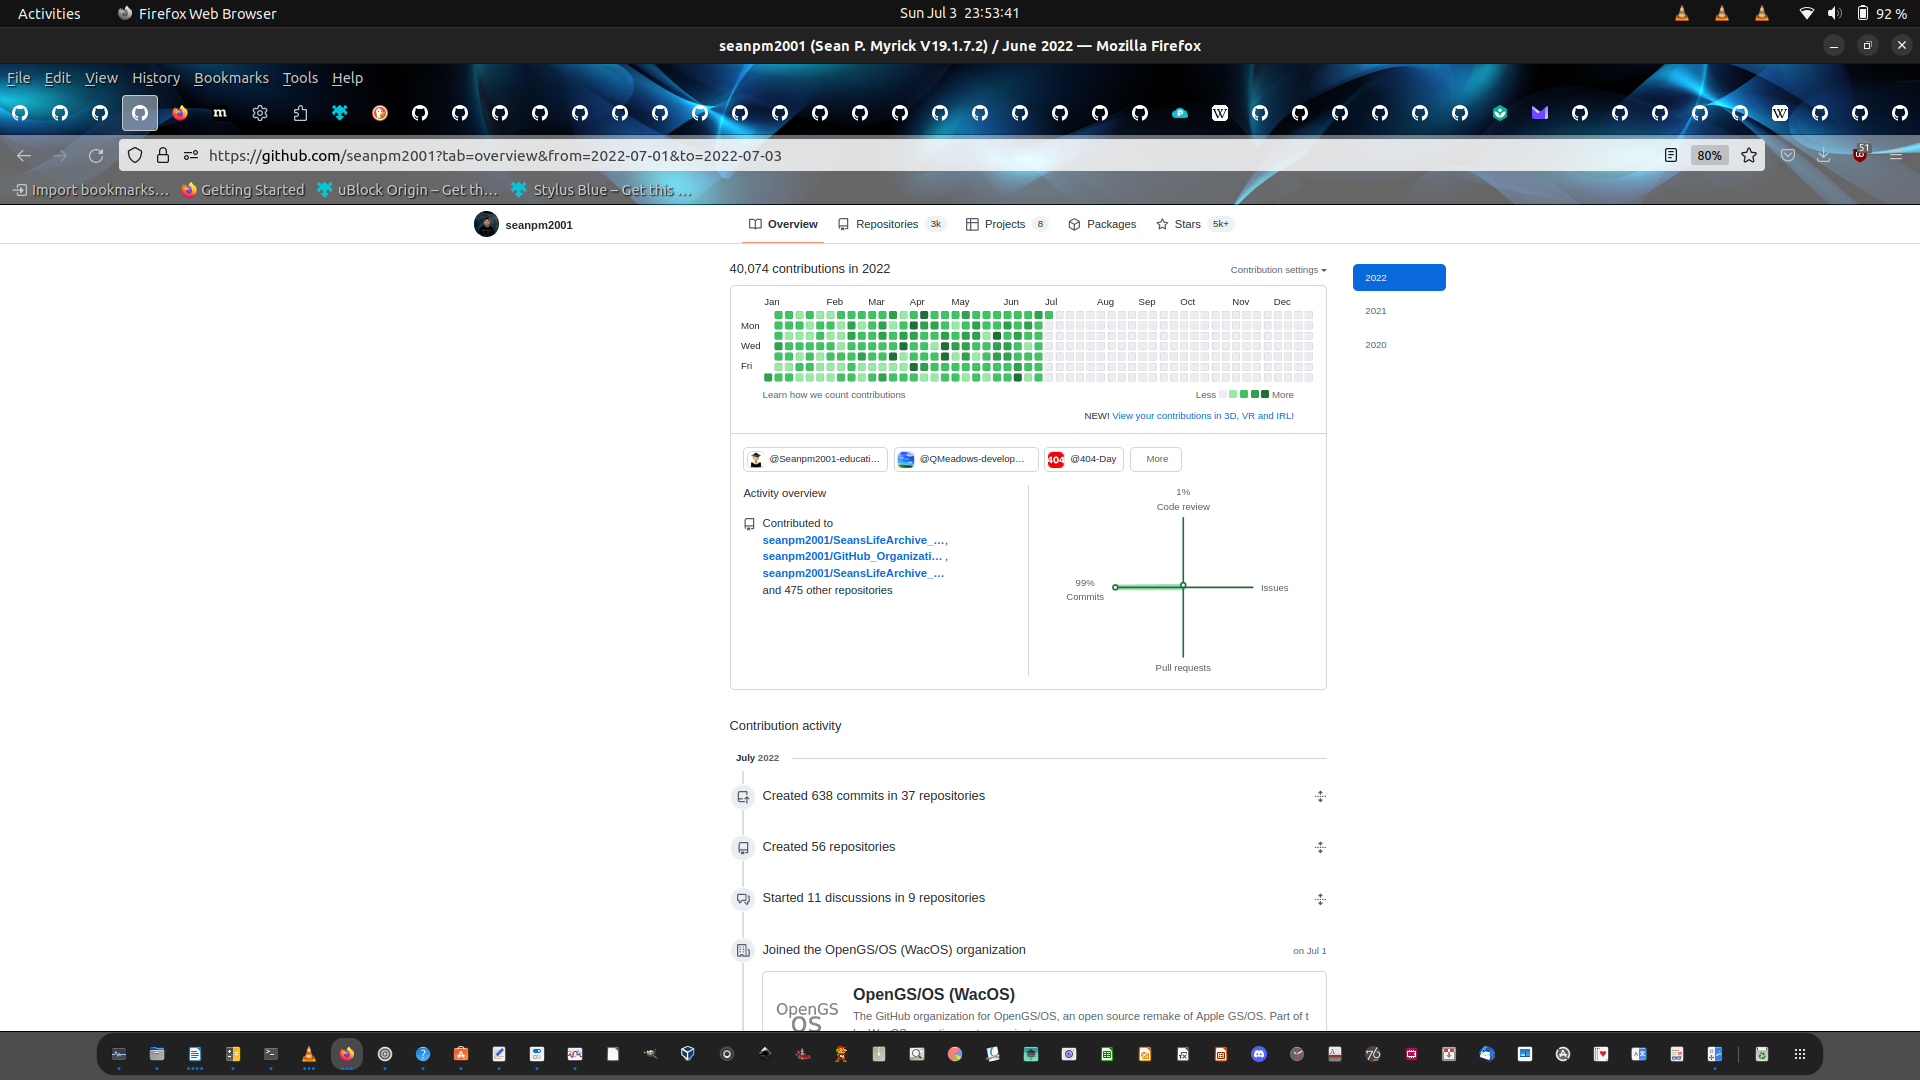 Activities
Firefox Web Browser
Sun Jul 3 23:53:41
92 %
seanpm2001 (Sean P. Myrick V19.1.7.2) / June 2022 — Mozilla Firefox
File Edit View History Bookmarks Tools Help
https://github.com/seanpm2001?tab=overview&from=2022-07-01&to=2022-07-03
80%
51
Import bookmarks… Getting Started uBlock Origin – Get th… Stylus Blue – Get this …
seanpm2001
Overview
Repositories 3k
Projects 8
Packages
Stars 5k+
40,074 contributions in 2022
Contribution settings
2022
2021
2020
Jan Feb Mar Apr May Jun Jul Aug Sep Oct Nov Dec
Mon
Wed
Fri
Learn how we count contributions
Less More
NEW! View your contributions in 3D, VR and IRL!
@Seanpm2001-educati…
@QMeadows-develop…
404 @404-Day
More
Activity overview
Contributed to
seanpm2001/SeansLifeArchive_…,
seanpm2001/GitHub_Organizati… ,
seanpm2001/SeansLifeArchive_…
and 475 other repositories
1%
Code review
99%
Commits
Issues
Pull requests
Contribution activity
July 2022
Created 638 commits in 37 repositories
Created 56 repositories
Started 11 discussions in 9 repositories
Joined the OpenGS/OS (WacOS) organization
on Jul 1
OpenGS
OS
OpenGS/OS (WacOS)
The GitHub organization for OpenGS/OS, an open source remake of Apple GS/OS. Part of t